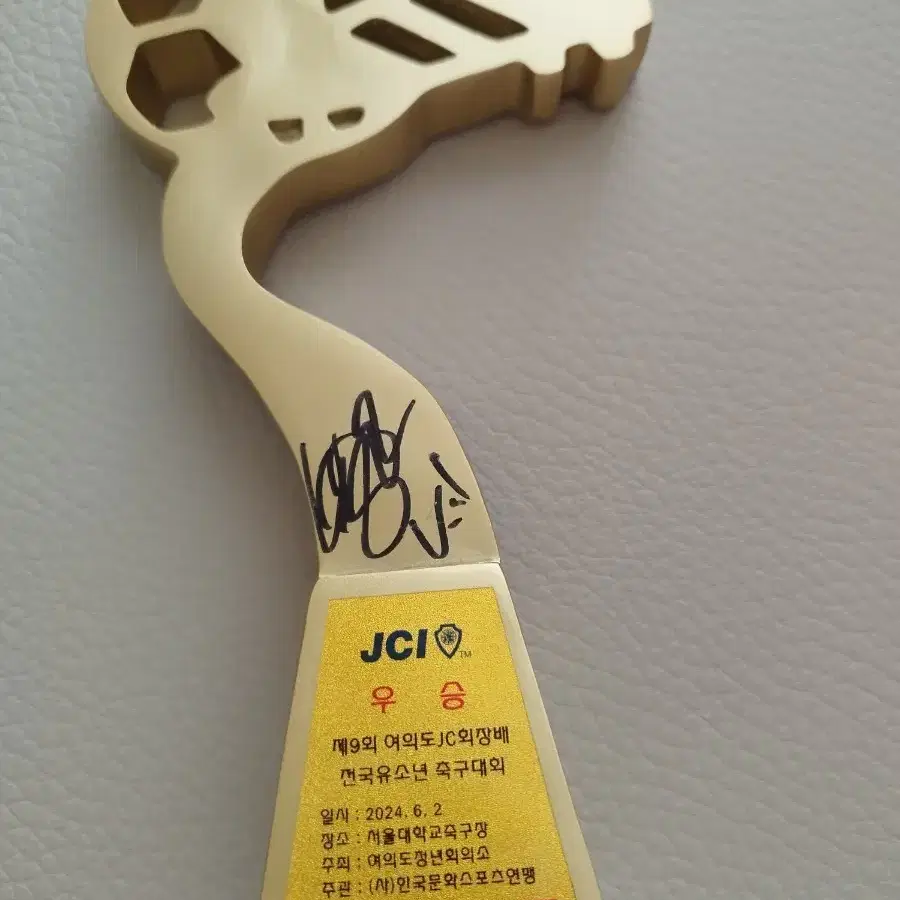 JCI TM
우 승
제9회 여의도JC회장배
전국유소년 축구대회
일시 : 2024. 6. 2
장소 : 서울대학교축구장
주최 : 여의도청년회의소
주관 : (사)한국문화스포츠연맹